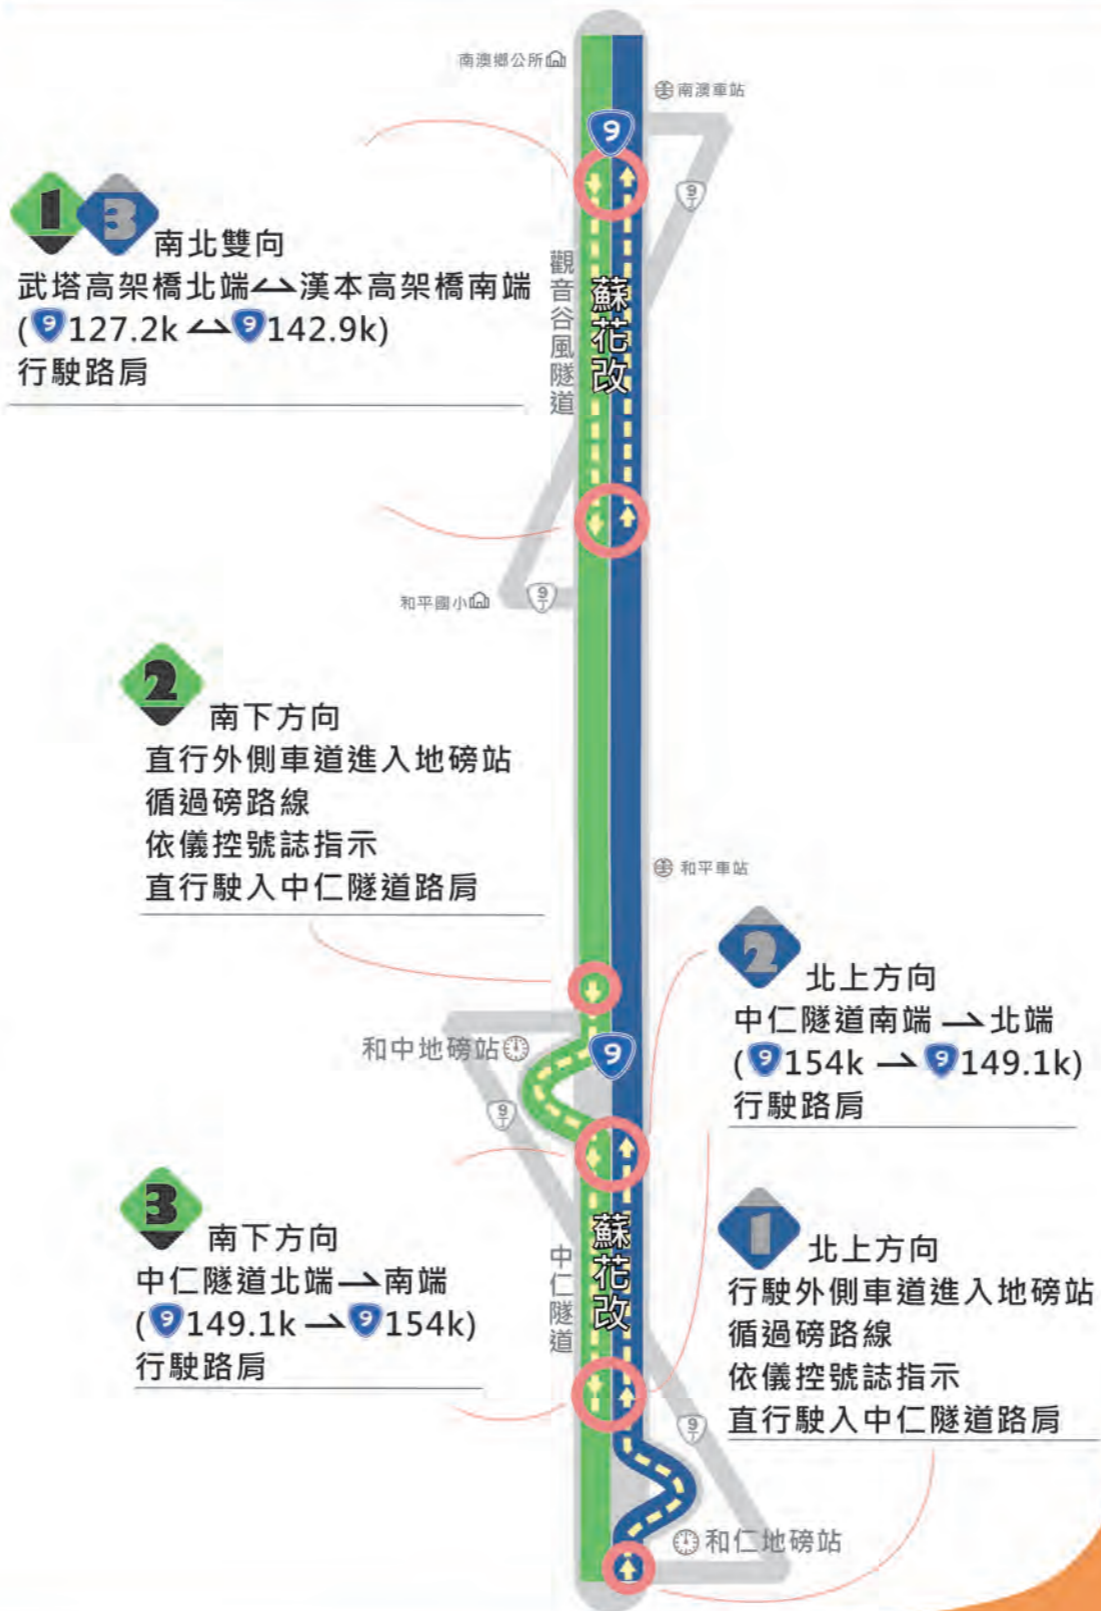 南澳鄉公所
南澳車站
9
9丁
1 3 南北雙向
武塔高架橋北端↔漢本高架橋南端
(9 127.2k ↔ 9 142.9k)
行駛路肩
觀音谷風隧道
蘇花改
和平國小
9丁
2 南下方向
直行外側車道進入地磅站
循過磅路線
依儀控號誌指示
直行駛入中仁隧道路肩
和平車站
2 北上方向
中仁隧道南端→北端
(9 154k → 9 149.1k)
行駛路肩
和中地磅站
9
9丁
3 南下方向
中仁隧道北端→南端
(9 149.1k → 9 154k)
行駛路肩
中仁隧道
蘇花改
1 北上方向
行駛外側車道進入地磅站
循過磅路線
依儀控號誌指示
直行駛入中仁隧道路肩
9丁
和仁地磅站